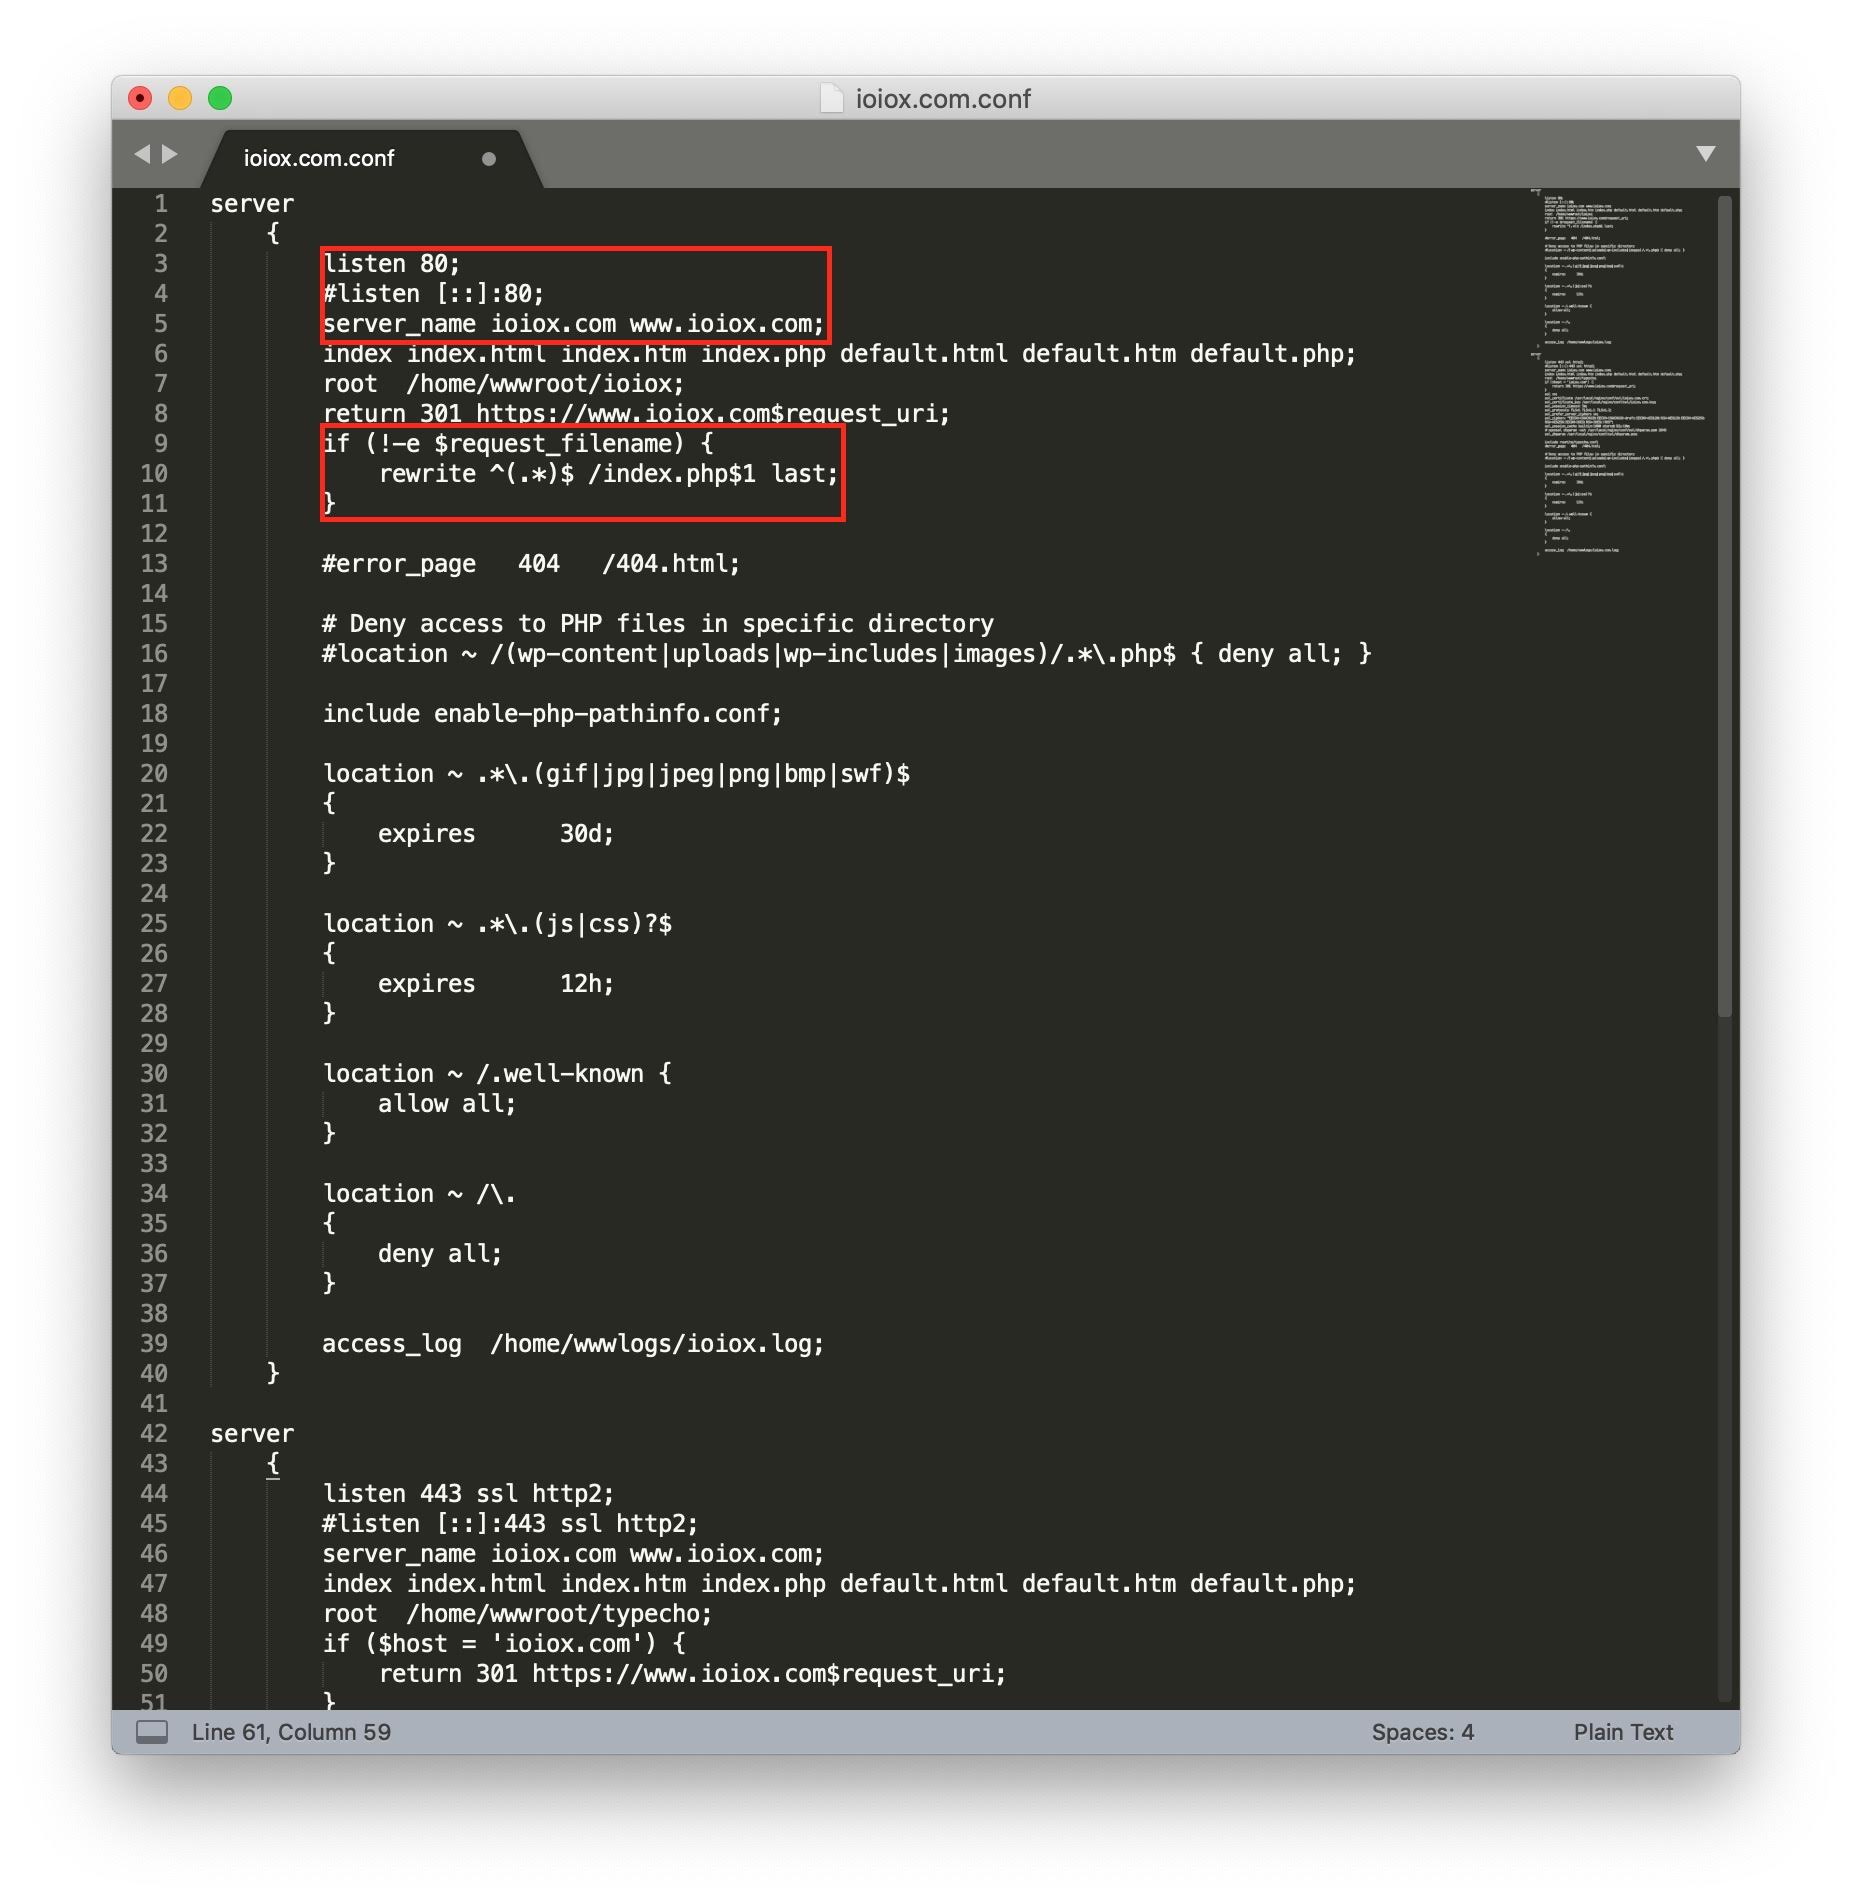 ioiox.com.conf
ioiox.com.conf
1 server
2     {
3         listen 80;
4         #listen [::]:80;
5         server_name ioiox.com www.ioiox.com;
6         index index.html index.htm index.php default.html default.htm default.php;
7         root  /home/wwwroot/ioiox;
8         return 301 https://www.ioiox.com$request_uri;
9         if (!-e $request_filename) {
10             rewrite ^(.*)$ /index.php$1 last;
11         }
12
13         #error_page   404   /404.html;
14
15         # Deny access to PHP files in specific directory
16         #location ~ /(wp-content|uploads|wp-includes|images)/.*\.php$ { deny all; }
17
18         include enable-php-pathinfo.conf;
19
20         location ~ .*\.(gif|jpg|jpeg|png|bmp|swf)$
21         {
22             expires      30d;
23         }
24
25         location ~ .*\.(js|css)?$
26         {
27             expires      12h;
28         }
29
30         location ~ /.well-known {
31             allow all;
32         }
33
34         location ~ /\.
35         {
36             deny all;
37         }
38
39         access_log  /home/wwwlogs/ioiox.log;
40     }
41
42 server
43     {
44         listen 443 ssl http2;
45         #listen [::]:443 ssl http2;
46         server_name ioiox.com www.ioiox.com;
47         index index.html index.htm index.php default.html default.htm default.php;
48         root  /home/wwwroot/typecho;
49         if ($host = 'ioiox.com') {
50             return 301 https://www.ioiox.com$request_uri;
51         }
Line 61, Column 59
Spaces: 4
Plain Text